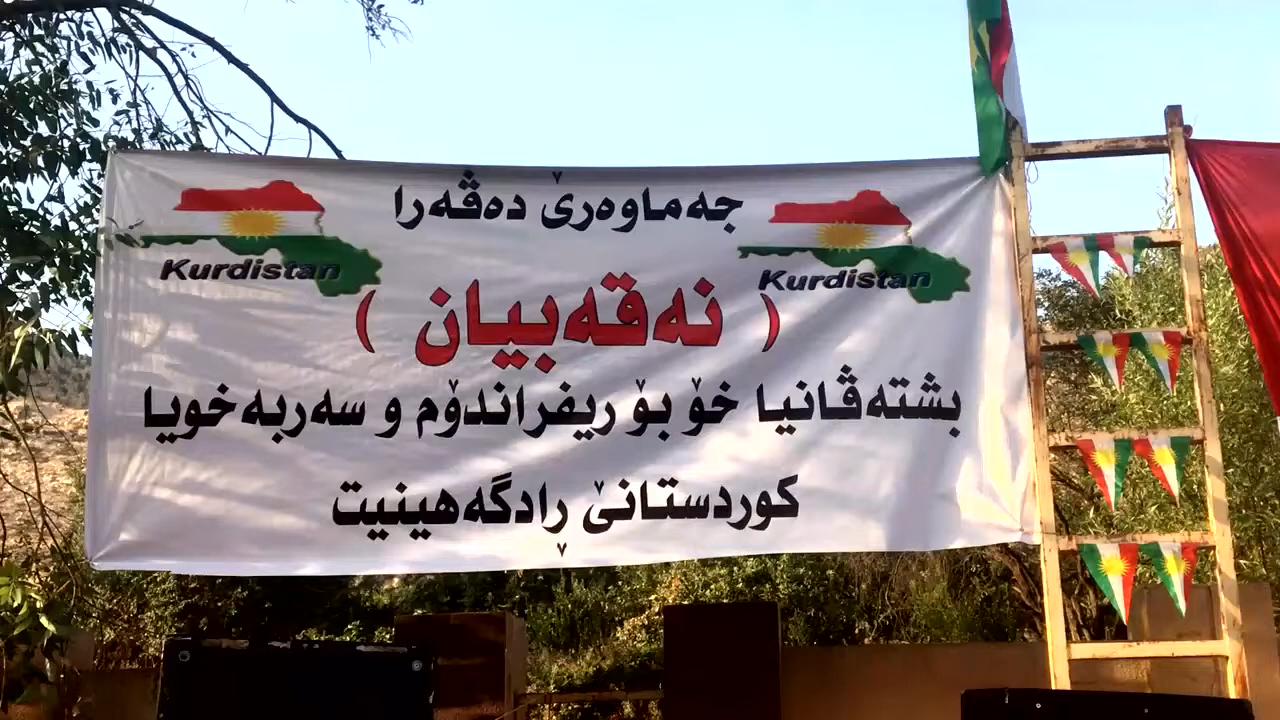 جەماوەرێ دەڤەرا
Kurdistan
Kurdistan
( نەقەبیان )
بشتەڤانیا خۆ بۆ ریفراندۆم و سەربەخویا
کوردستانێ ڕادگەهینیت